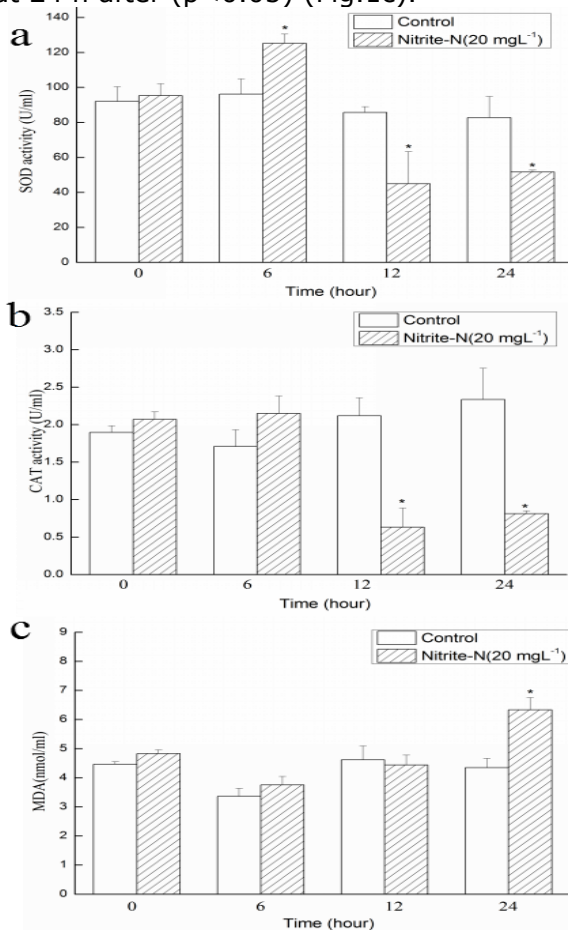 at 24 h after (p <0.05) (Fig.1c).
a
140
120
100
80
60
40
20
0
SOD activity (U/ml)
Control
Nitrite-N(20 mgL⁻¹)
*
*
*
0 6 12 24
Time (hour)
b
3.5
3.0
2.5
2.0
1.5
1.0
0.5
0.0
CAT activity (U/ml)
Control
Nitrite-N(20 mgL⁻¹)
*
*
0 6 12 24
Time (hour)
c
9
8
7
6
5
4
3
2
1
0
MDA(nmol/ml)
Control
Nitrite-N(20 mgL⁻¹)
*
0 6 12 24
Time (hour)